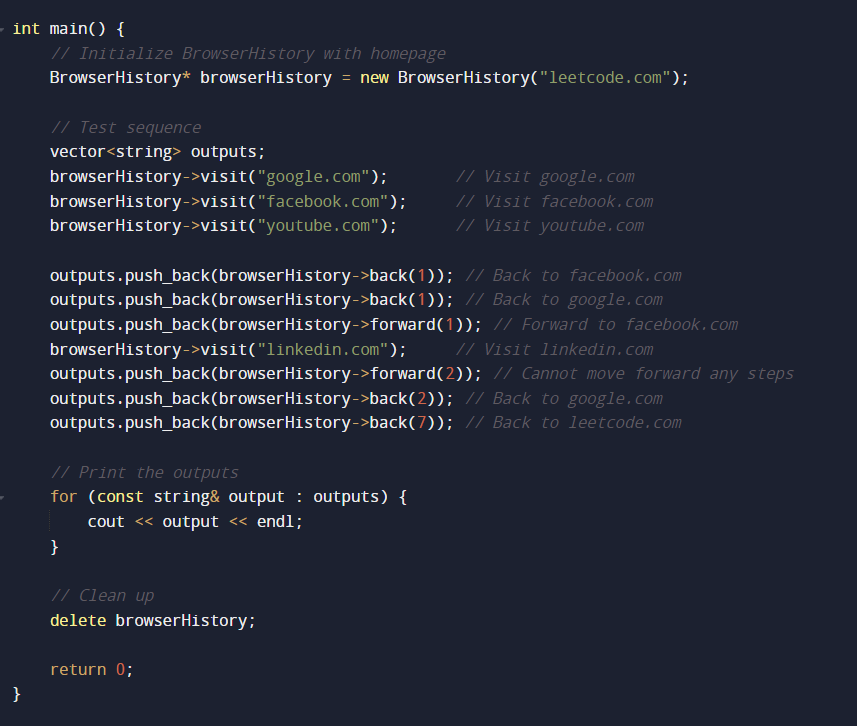 int main() {
    // Initialize BrowserHistory with homepage
    BrowserHistory* browserHistory = new BrowserHistory("leetcode.com");

    // Test sequence
    vector<string> outputs;
    browserHistory->visit("google.com");       // Visit google.com
    browserHistory->visit("facebook.com");     // Visit facebook.com
    browserHistory->visit("youtube.com");      // Visit youtube.com

    outputs.push_back(browserHistory->back(1)); // Back to facebook.com
    outputs.push_back(browserHistory->back(1)); // Back to google.com
    outputs.push_back(browserHistory->forward(1)); // Forward to facebook.com
    browserHistory->visit("linkedin.com");     // Visit linkedin.com
    outputs.push_back(browserHistory->forward(2)); // Cannot move forward any steps
    outputs.push_back(browserHistory->back(2)); // Back to google.com
    outputs.push_back(browserHistory->back(7)); // Back to leetcode.com

    // Print the outputs
    for (const string& output : outputs) {
        cout << output << endl;
    }

    // Clean up
    delete browserHistory;

    return 0;
}